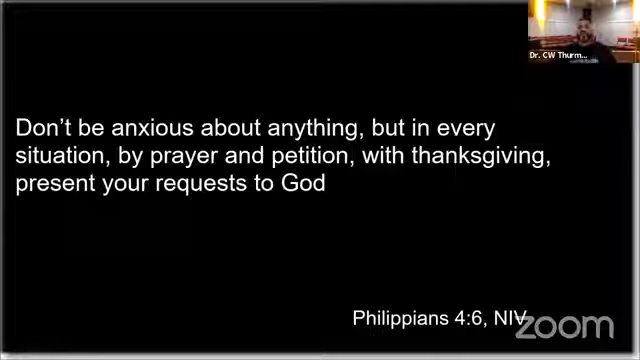 Dr. CW Thurm...
Don't be anxious about anything, but in every
situation, by prayer and petition, with thanksgiving,
present your requests to God
Philippians 4:6, NIV
zoom